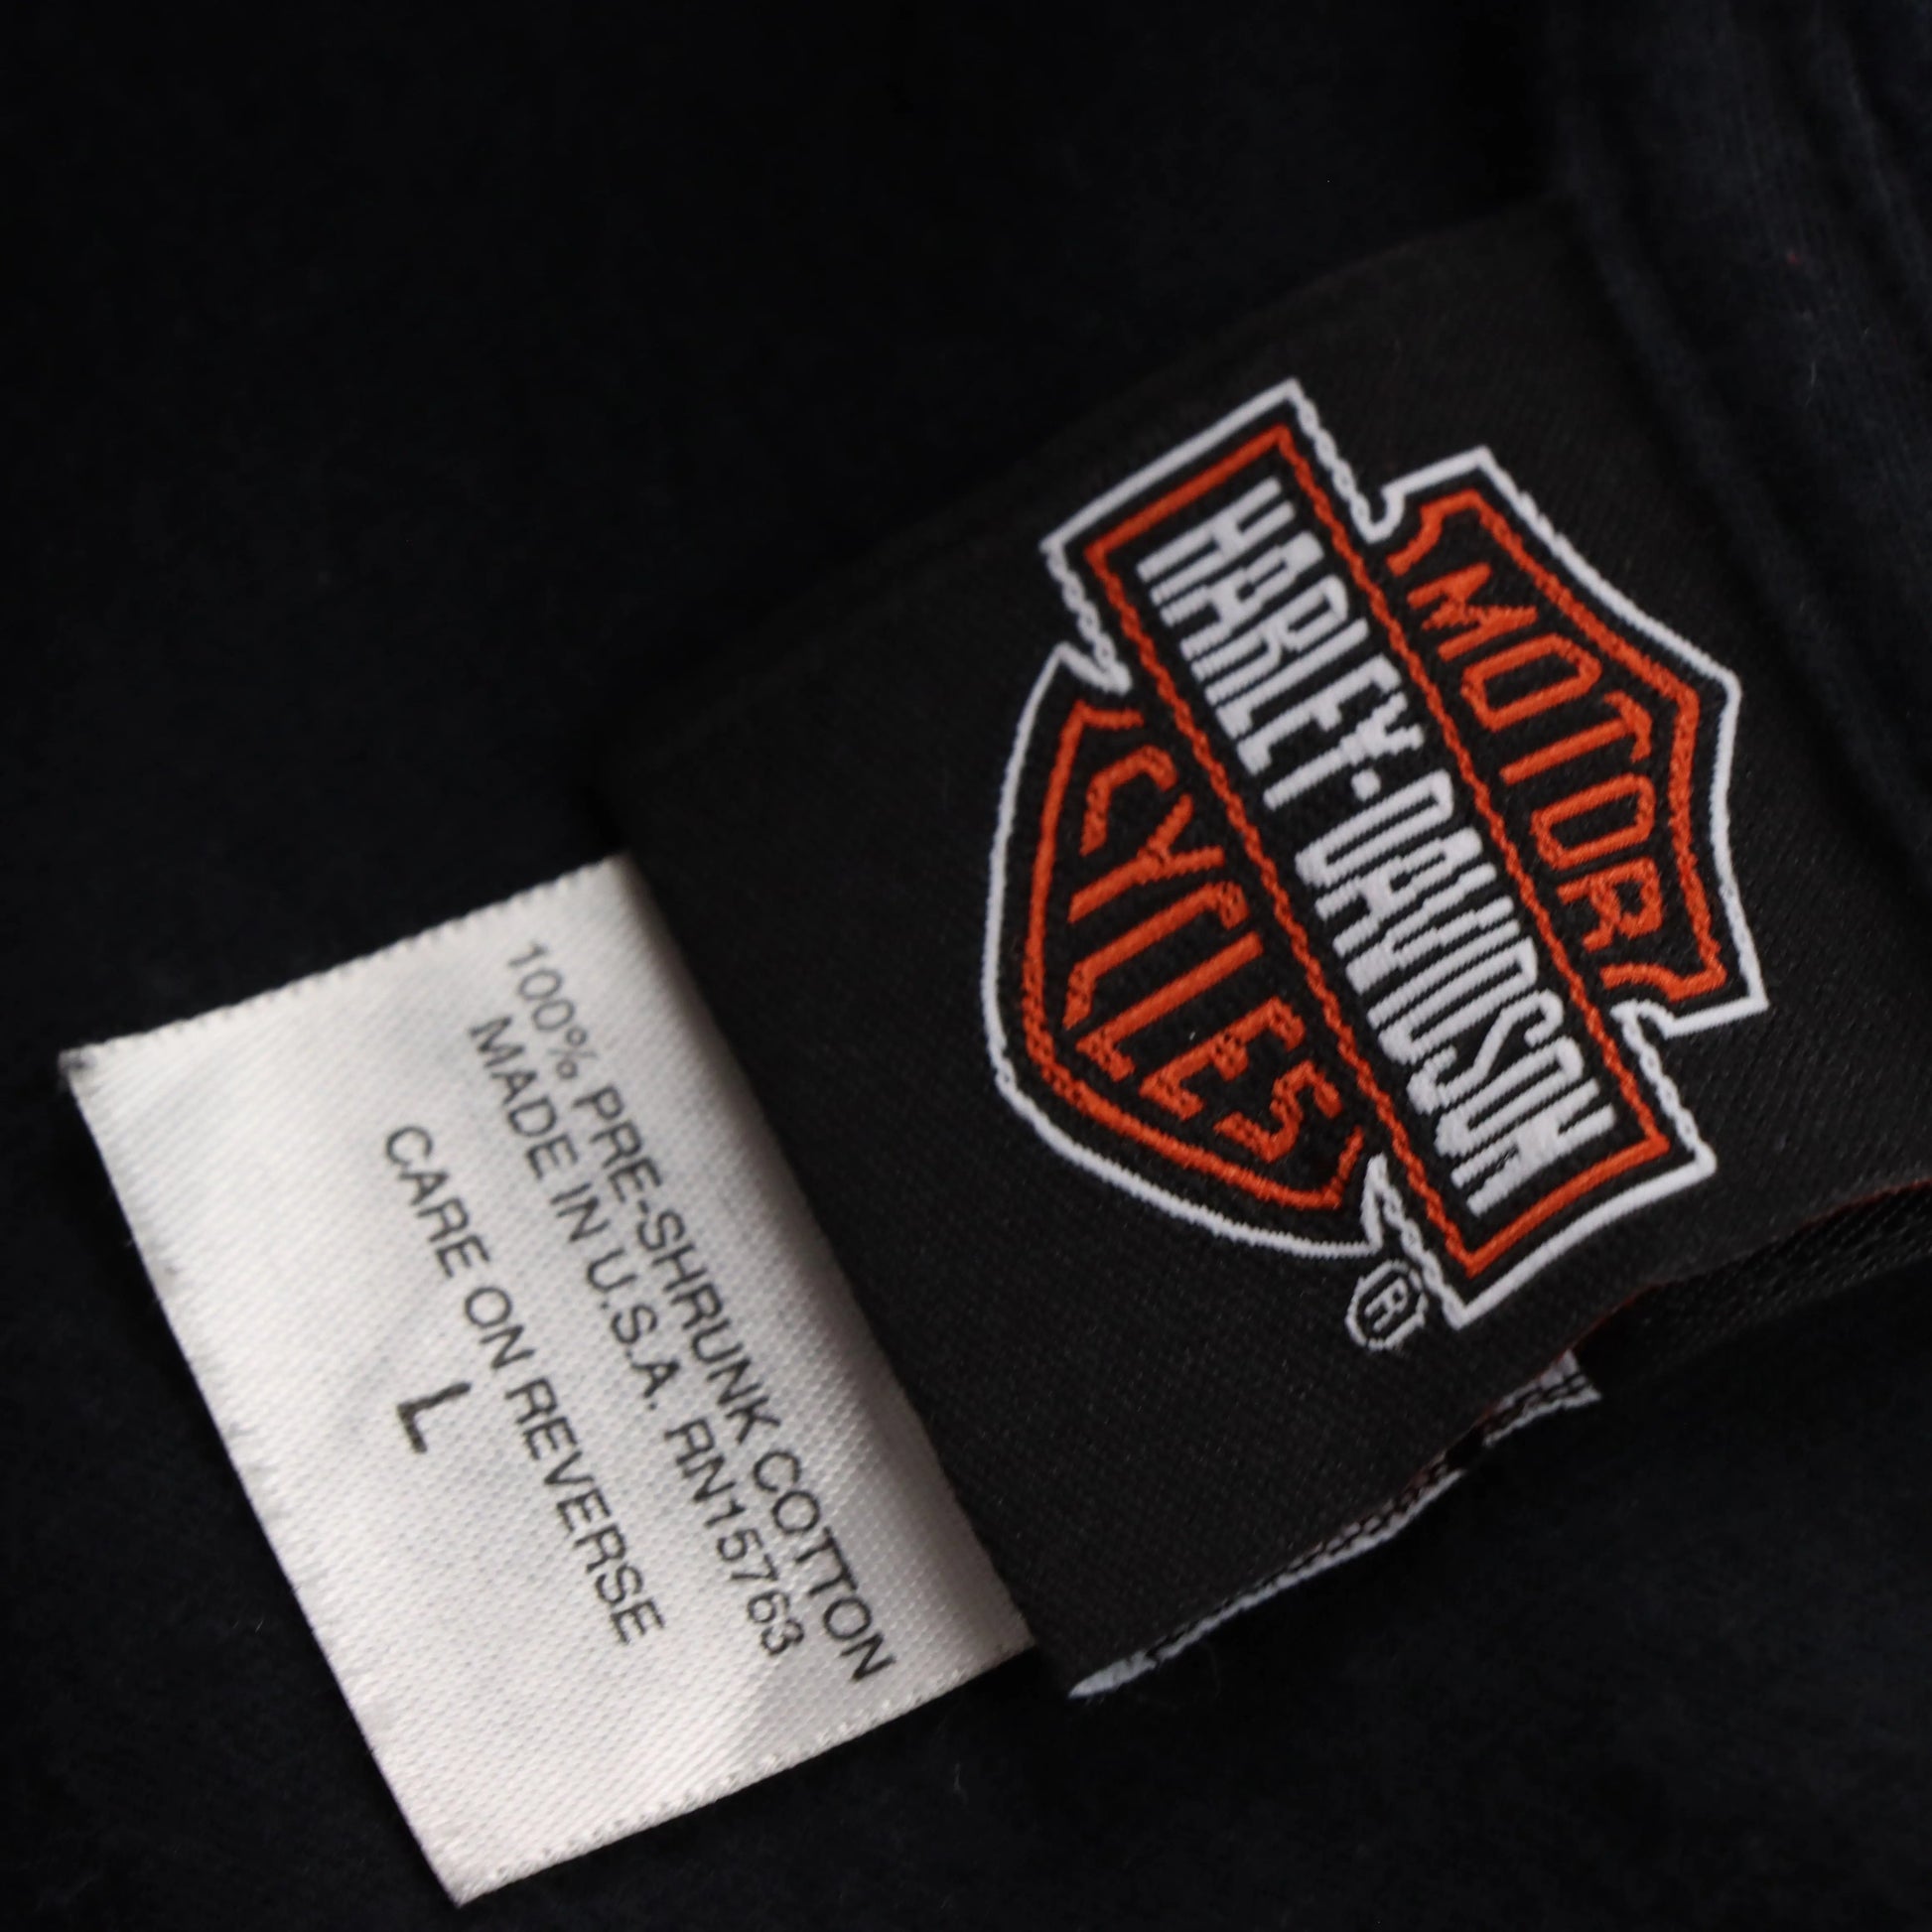 MOTOR
HARLEY-DAVIDSON
CYCLES
®
100% PRE-SHRUNK COTTON
MADE IN U.S.A. RN15763
CARE ON REVERSE
L